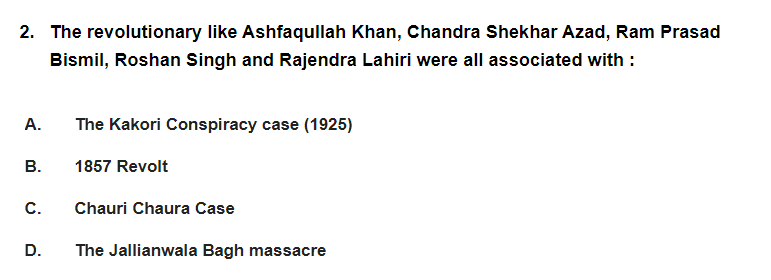 2. The revolutionary like Ashfaqullah Khan, Chandra Shekhar Azad, Ram Prasad
Bismil, Roshan Singh and Rajendra Lahiri were all associated with :
A. The Kakori Conspiracy case (1925)
B. 1857 Revolt
C. Chauri Chaura Case
D. The Jallianwala Bagh massacre